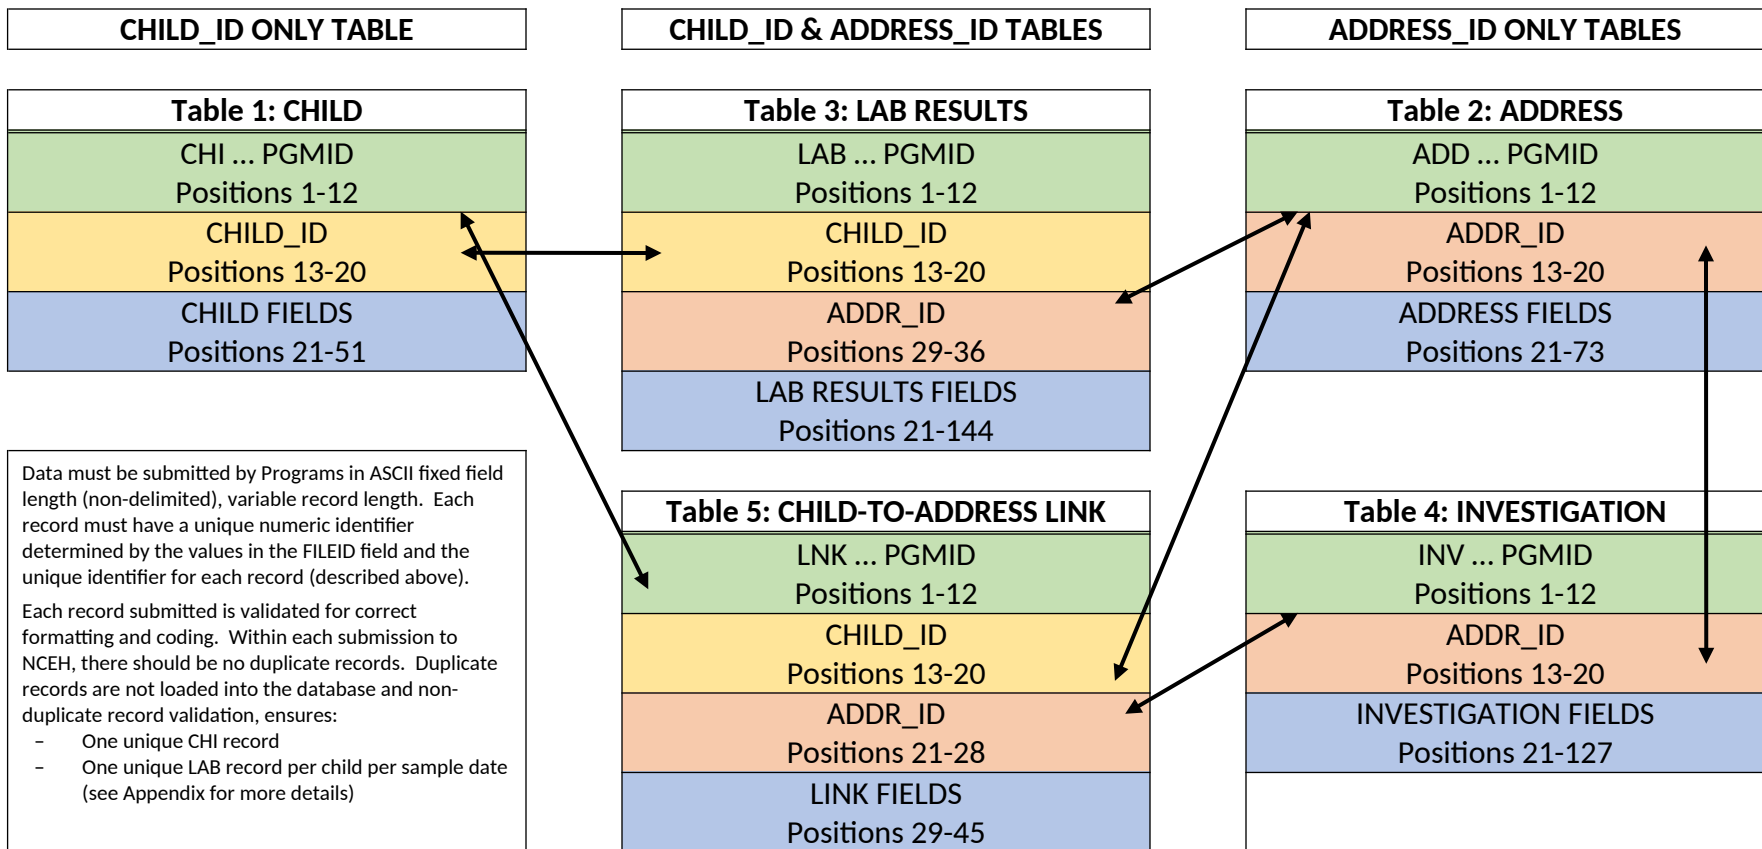 CHILD_ID ONLY TABLE
CHILD_ID & ADDRESS_ID TABLES
ADDRESS_ID ONLY TABLES
Table 1: CHILD
CHI ... PGMID
Positions 1-12
CHILD_ID
Positions 13-20
CHILD FIELDS
Positions 21-51
Table 3: LAB RESULTS
LAB ... PGMID
Positions 1-12
CHILD_ID
Positions 13-20
ADDR_ID
Positions 29-36
LAB RESULTS FIELDS
Positions 21-144
Table 2: ADDRESS
ADD ... PGMID
Positions 1-12
ADDR_ID
Positions 13-20
ADDRESS FIELDS
Positions 21-73
Data must be submitted by Programs in ASCII fixed field
length (non-delimited), variable record length.  Each
record must have a unique numeric identifier
determined by the values in the FILEID field and the
unique identifier for each record (described above).
Each record submitted is validated for correct
formatting and coding.  Within each submission to
NCEH, there should be no duplicate records.  Duplicate
records are not loaded into the database and non-
duplicate record validation, ensures:
– One unique CHI record
– One unique LAB record per child per sample date
(see Appendix for more details)
Table 5: CHILD-TO-ADDRESS LINK
LNK ... PGMID
Positions 1-12
CHILD_ID
Positions 13-20
ADDR_ID
Positions 21-28
LINK FIELDS
Positions 29-45
Table 4: INVESTIGATION
INV ... PGMID
Positions 1-12
ADDR_ID
Positions 13-20
INVESTIGATION FIELDS
Positions 21-127